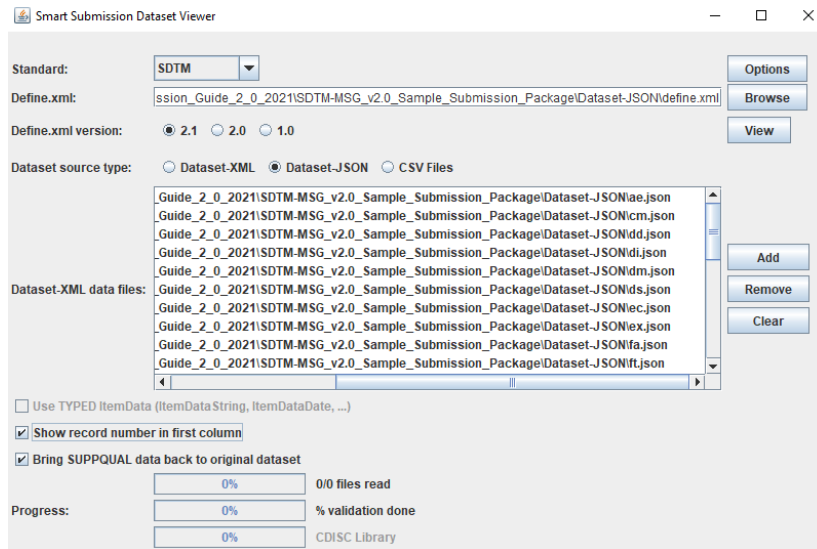 Smart Submission Dataset Viewer
Standard: SDTM Options
Define.xml: ssion_Guide_2_0_2021\SDTM-MSG_v2.0_Sample_Submission_Package\Dataset-JSON\define.xml Browse
Define.xml version: 2.1 2.0 1.0 View
Dataset source type: Dataset-XML Dataset-JSON CSV Files
_Guide_2_0_2021\SDTM-MSG_v2.0_Sample_Submission_Package\Dataset-JSON\ae.json
_Guide_2_0_2021\SDTM-MSG_v2.0_Sample_Submission_Package\Dataset-JSON\cm.json
_Guide_2_0_2021\SDTM-MSG_v2.0_Sample_Submission_Package\Dataset-JSON\dd.json
_Guide_2_0_2021\SDTM-MSG_v2.0_Sample_Submission_Package\Dataset-JSON\di.json
Add
_Guide_2_0_2021\SDTM-MSG_v2.0_Sample_Submission_Package\Dataset-JSON\dm.json
Dataset-XML data files: _Guide_2_0_2021\SDTM-MSG_v2.0_Sample_Submission_Package\Dataset-JSON\ds.json Remove
_Guide_2_0_2021\SDTM-MSG_v2.0_Sample_Submission_Package\Dataset-JSON\ec.json
_Guide_2_0_2021\SDTM-MSG_v2.0_Sample_Submission_Package\Dataset-JSON\ex.json
Clear
_Guide_2_0_2021\SDTM-MSG_v2.0_Sample_Submission_Package\Dataset-JSON\fa.json
_Guide_2_0_2021\SDTM-MSG_v2.0_Sample_Submission_Package\Dataset-JSON\ft.json
Use TYPED ItemData (ItemDataString, ItemDataDate, ...)
Show record number in first column
Bring SUPPQUAL data back to original dataset
0% 0/0 files read
Progress: 0% % validation done
0% CDISC Library